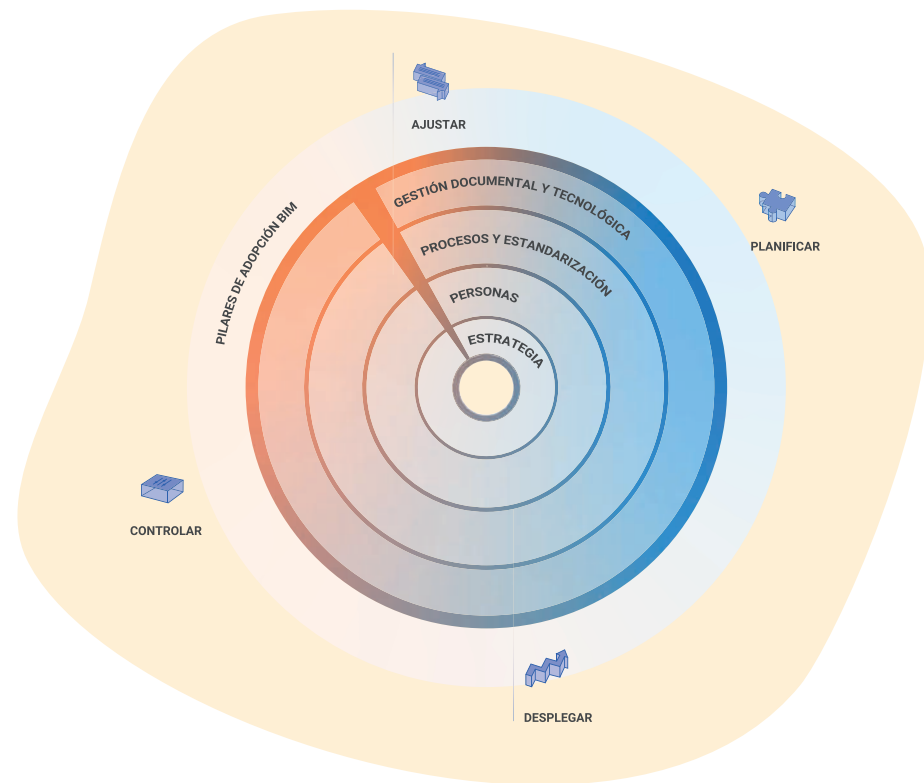 AJUSTAR
GESTIÓN DOCUMENTAL Y TECNOLÓGICA
PILARES DE ADOPCIÓN BIM
PROCESOS Y ESTANDARIZACIÓN
PLANIFICAR
PERSONAS
ESTRATEGIA
CONTROLAR
DESPLEGAR